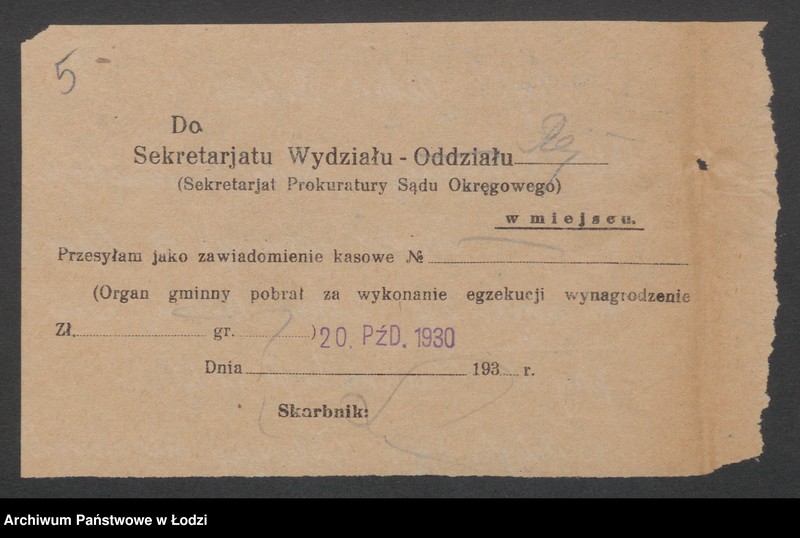 5
Do
Sekretarjatu Wydziału - Oddziału Rej
(Sekretarjat Prokuratury Sądu Okręgowego)
w miejscu.
Przesyłam jako zawiadomienie kasowe №
(Organ gminny pobrał za wykonanie egzekucji wynagrodzenie
Zł. gr. ) 20. PŹD. 1930
Dnia 193 r.
Skarbnik:
Archiwum Państwowe w Łodzi